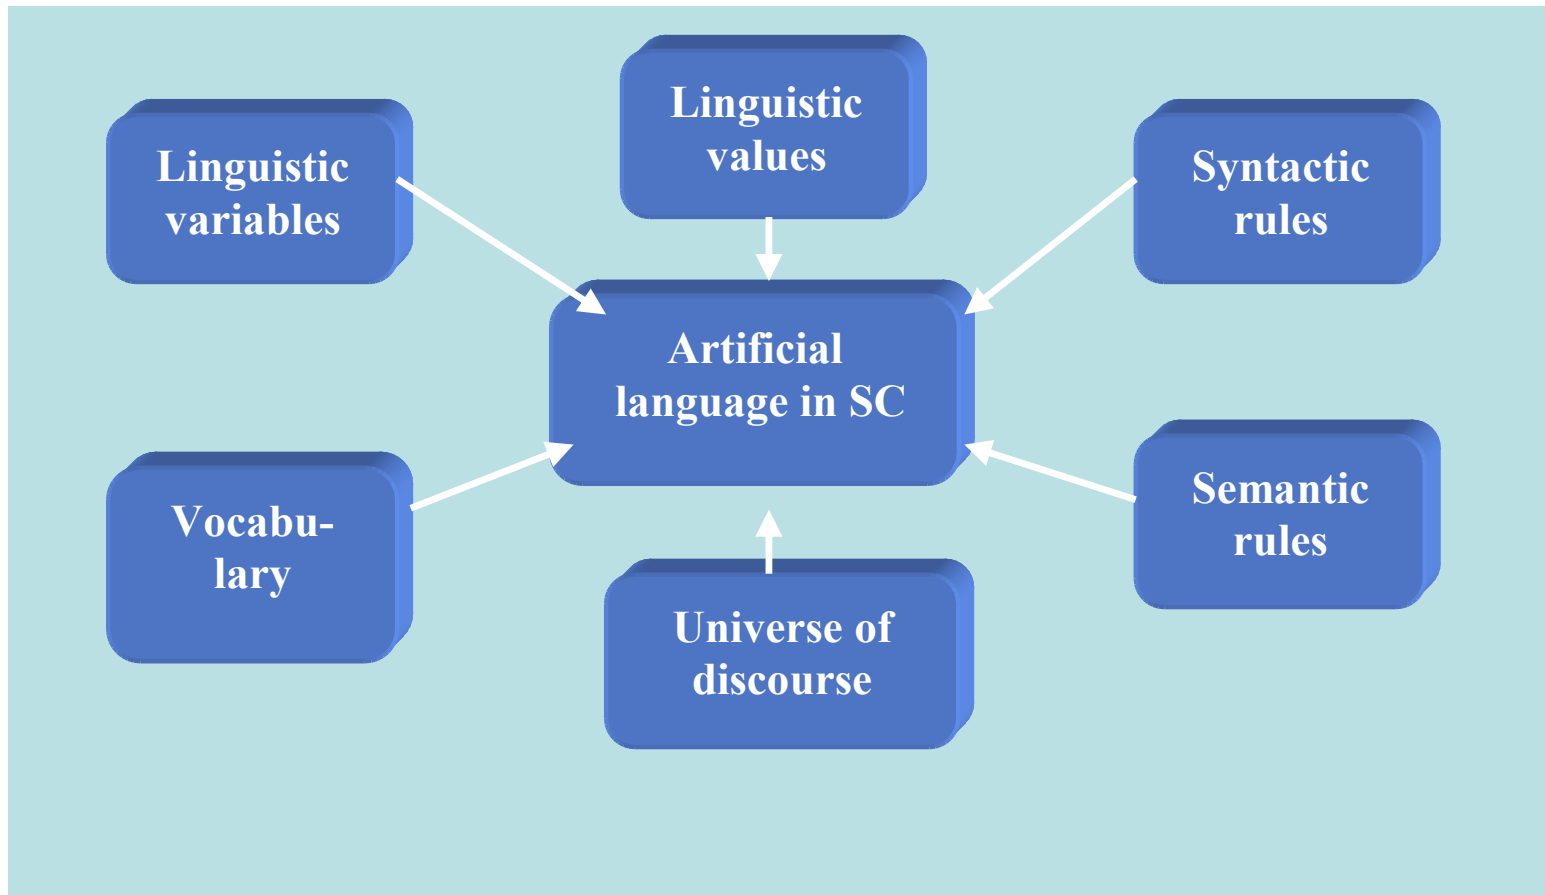 Linguistic
values
Linguistic
variables
Syntactic
rules
Artificial
language in SC
Vocabu-
lary
Semantic
rules
Universe of
discourse